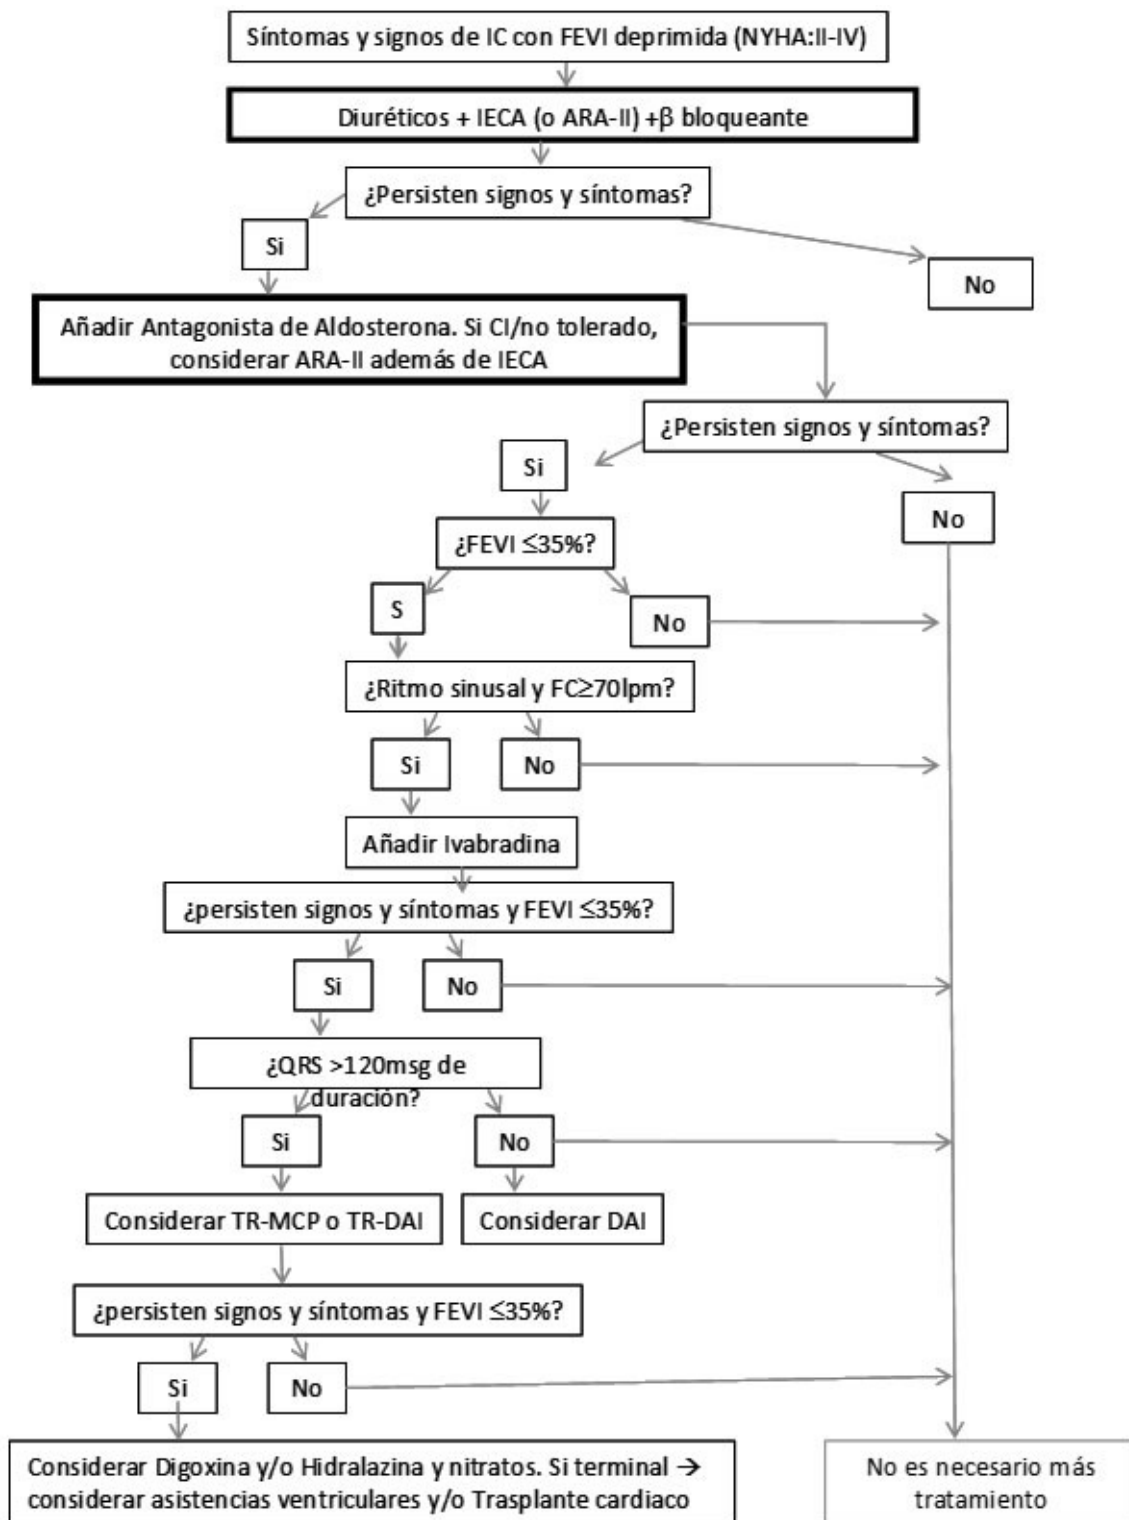 Síntomas y signos de IC con FEVI deprimida (NYHA:II-IV)
Diuréticos + IECA (o ARA-II) +β bloqueante
¿Persisten signos y síntomas?
Si
No
Añadir Antagonista de Aldosterona. Si CI/no tolerado,
considerar ARA-II además de IECA
¿Persisten signos y síntomas?
Si
No
¿FEVI ≤35%?
S
No
¿Ritmo sinusal y FC≥70lpm?
Si
No
Añadir Ivabradina
¿persisten signos y síntomas y FEVI ≤35%?
Si
No
¿QRS >120msg de
duración?
Si
No
Considerar TR-MCP o TR-DAI
Considerar DAI
¿persisten signos y síntomas y FEVI ≤35%?
Si
No
Considerar Digoxina y/o Hidralazina y nitratos. Si terminal →
considerar asistencias ventriculares y/o Trasplante cardiaco
No es necesario más
tratamiento